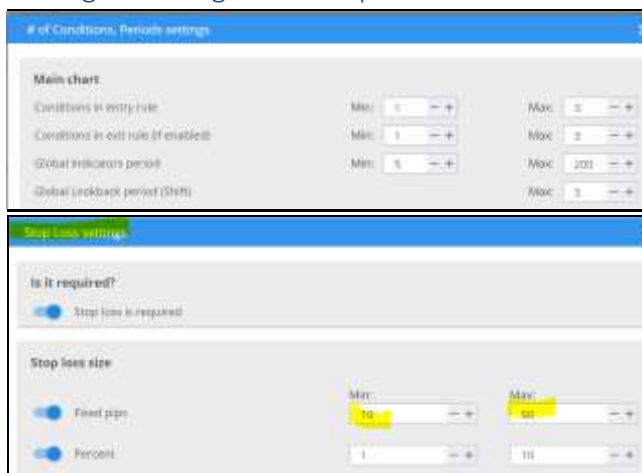 # of Conditions, Periods settings
Main chart
Conditions in entry rule Min: 1 - + Max: 3 - +
Conditions in exit rule (if enabled) Min: 1 - + Max: - +
Global indicators period Min: 5 - + Max: 200 - +
Global Lookback period (Shift) Max: 3 - +
Stop Loss settings
Is it required?
Stop loss is required
Stop loss size
Min: Max:
Fixed pips 10 - + 50 - +
Percent 1 - + 10 - +